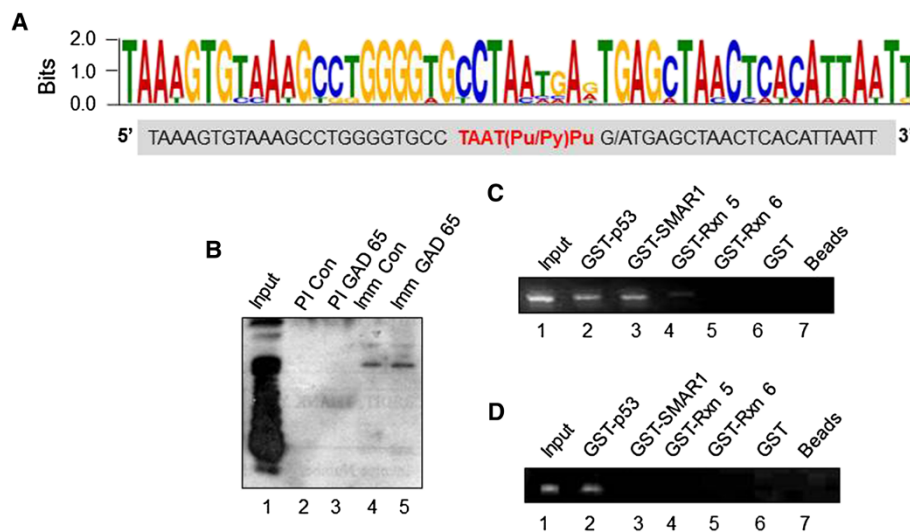 A
2.0
1.0
0.0
Bits
TAAAGTGTAAAGCCTGGGGTGCCTAATGAGTGAGCTAACTCACATTAATT
5' TAAAGTGTAAAGCCTGGGGTGCC TAAT(Pu/Py)Pu G/ATGAGCTAACTCACATTAATT 3'
B
Input PI Con PI GAD 65 Imm Con Imm GAD 65
1 2 3 4 5
C
Input GST-p53 GST-SMAR1 GST-Rxn 5 GST-Rxn 6 GST Beads
1 2 3 4 5 6 7
D
Input GST-p53 GST-SMAR1 GST-Rxn 5 GST-Rxn 6 GST Beads
1 2 3 4 5 6 7